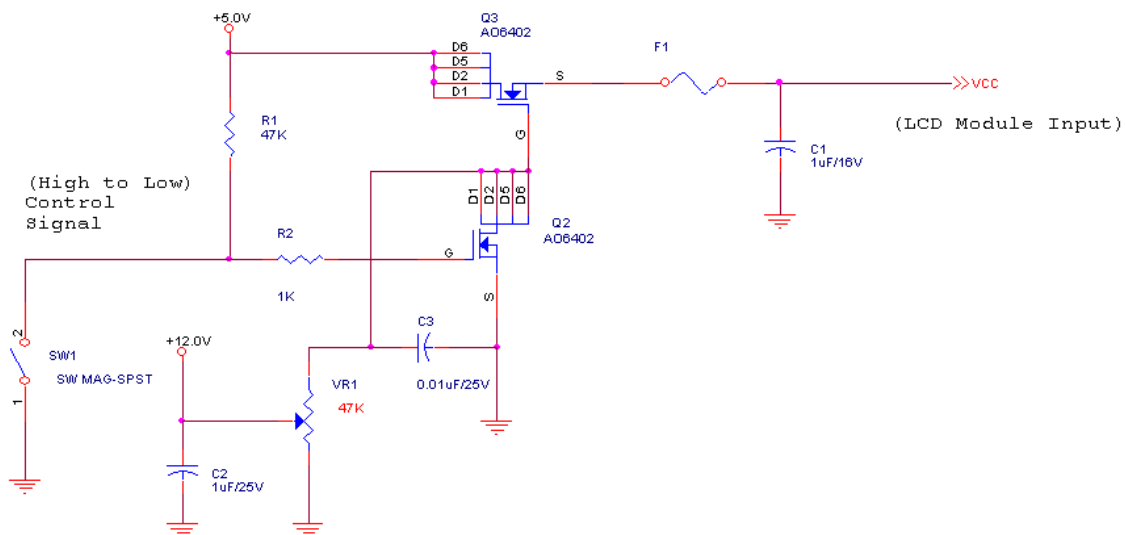 +5.0V
Q3
AO6402
D6
D5
D2
D1
S
G
F1
VCC
(LCD Module Input)
C1
1uF/16V
R1
47K
(High to Low)
Control
Signal
R2
1K
D1
D2
D5
D6
Q2
AO6402
G
S
C3
0.01uF/25V
+12.0V
2
SW1
SW MAG-SPST
1
VR1
47K
C2
1uF/25V